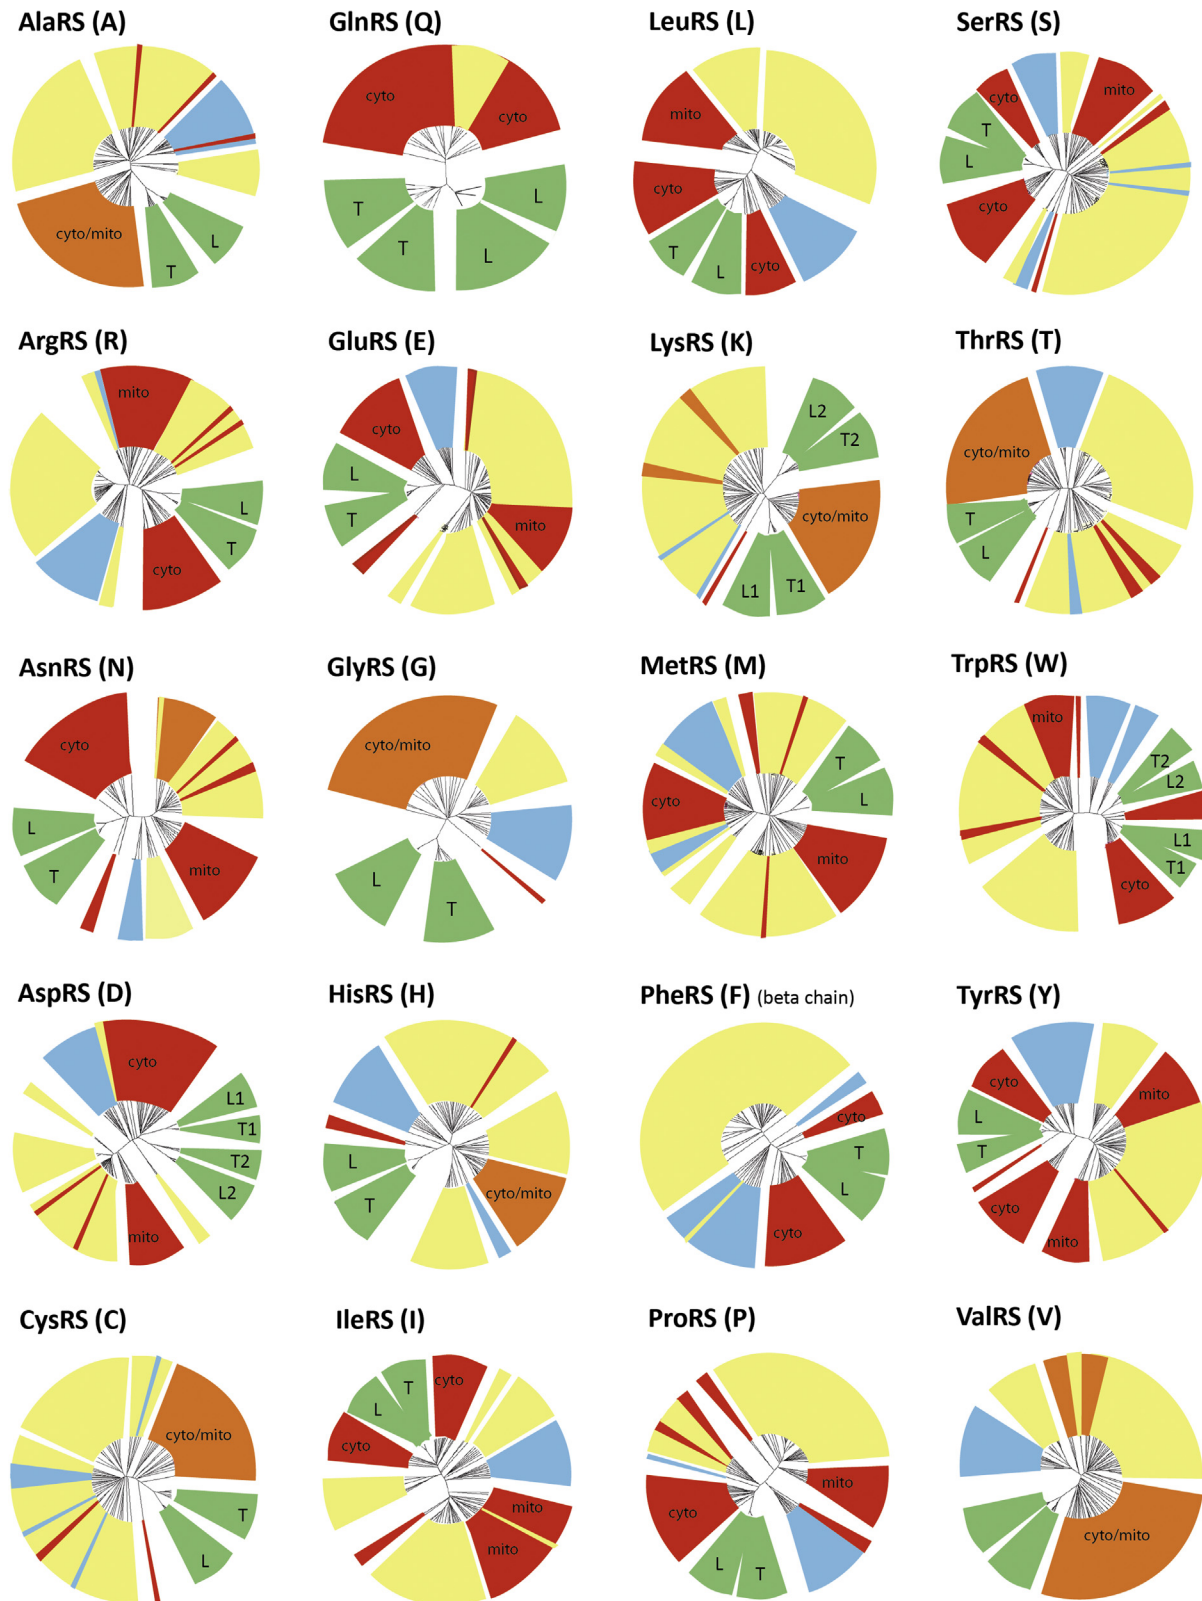 AlaRS (A)
GlnRS (Q)
LeuRS (L)
SerRS (S)
cyto/mito
T
L
cyto
cyto
T
T
L
L
mito
cyto
T
L
cyto
cyto
mito
T
L
cyto
ArgRS (R)
GluRS (E)
LysRS (K)
ThrRS (T)
mito
L
T
cyto
cyto
L
T
mito
L2
T2
cyto/mito
L1
T1
cyto/mito
T
L
AsnRS (N)
GlyRS (G)
MetRS (M)
TrpRS (W)
cyto
L
T
mito
cyto/mito
L
T
T
L
cyto
mito
mito
T2
L2
L1
T1
cyto
AspRS (D)
HisRS (H)
PheRS (F) (beta chain)
TyrRS (Y)
cyto
L1
T1
T2
L2
mito
L
T
cyto/mito
cyto
T
L
cyto
cyto
mito
L
T
cyto
mito
CysRS (C)
IleRS (I)
ProRS (P)
ValRS (V)
cyto/mito
T
L
T
cyto
L
cyto
mito
mito
mito
cyto
L
T
cyto/mito